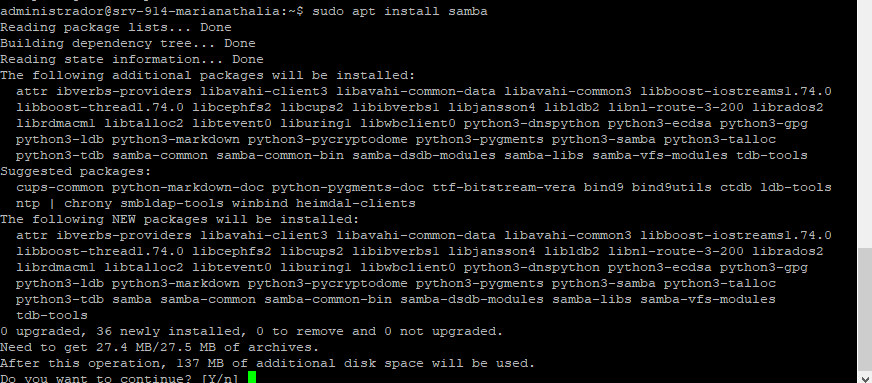 administrador@srv-914-marianathalia:~$ sudo apt install samba
Reading package lists... Done
Building dependency tree... Done
Reading state information... Done
The following additional packages will be installed:
  attr ibverbs-providers libavahi-client3 libavahi-common-data libavahi-common3 libboost-iostreams1.74.0
  libboost-thread1.74.0 libcephfs2 libcups2 libibverbs1 libjansson4 libldb2 libnl-route-3-200 librados2
  librdmacm1 libtalloc2 libtevent0 liburing1 libwbclient0 python3-dnspython python3-ecdsa python3-gpg
  python3-ldb python3-markdown python3-pycryptodome python3-pygments python3-samba python3-talloc
  python3-tdb samba-common samba-common-bin samba-dsdb-modules samba-libs samba-vfs-modules tdb-tools
Suggested packages:
  cups-common python-markdown-doc python-pygments-doc ttf-bitstream-vera bind9 bind9utils ctdb ldb-tools
  ntp | chrony smbldap-tools winbind heimdal-clients
The following NEW packages will be installed:
  attr ibverbs-providers libavahi-client3 libavahi-common-data libavahi-common3 libboost-iostreams1.74.0
  libboost-thread1.74.0 libcephfs2 libcups2 libibverbs1 libjansson4 libldb2 libnl-route-3-200 librados2
  librdmacm1 libtalloc2 libtevent0 liburing1 libwbclient0 python3-dnspython python3-ecdsa python3-gpg
  python3-ldb python3-markdown python3-pycryptodome python3-pygments python3-samba python3-talloc
  python3-tdb samba samba-common samba-common-bin samba-dsdb-modules samba-libs samba-vfs-modules
  tdb-tools
0 upgraded, 36 newly installed, 0 to remove and 0 not upgraded.
Need to get 27.4 MB/27.5 MB of archives.
After this operation, 137 MB of additional disk space will be used.
Do you want to continue? [Y/n]